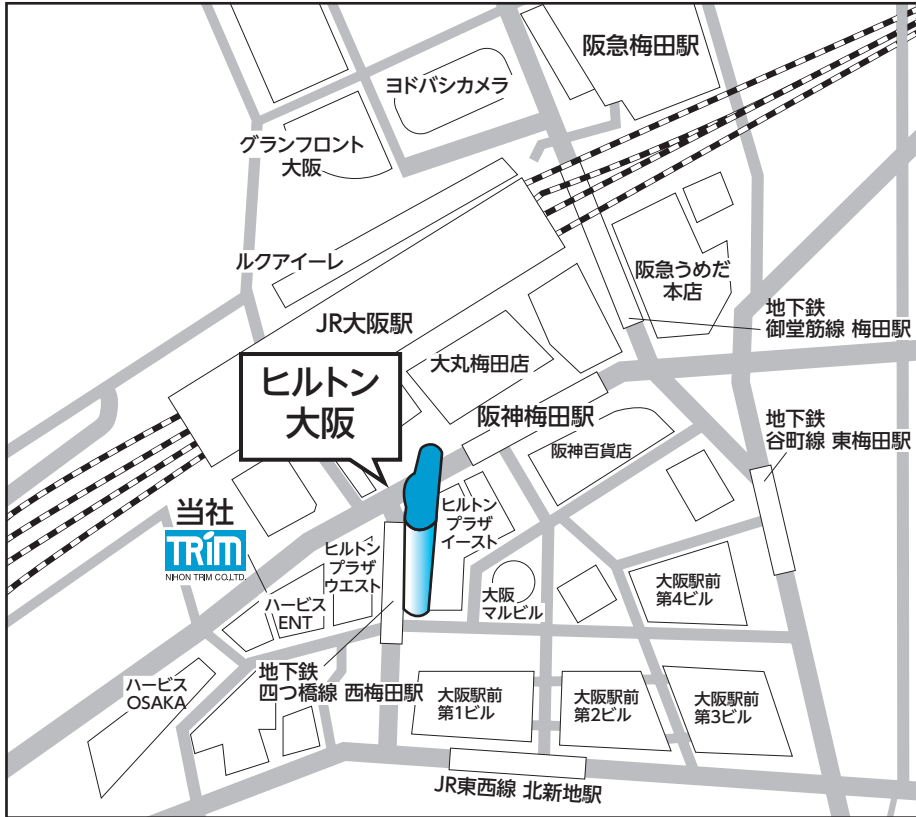 阪急梅田駅
ヨドバシカメラ
グランフロント
大阪
ルクアイーレ
阪急うめだ
本店
地下鉄
御堂筋線 梅田駅
JR大阪駅
大丸梅田店
ヒルトン
大阪
阪神梅田駅
阪神百貨店
地下鉄
谷町線 東梅田駅
当社
TRIM
NIHON TRIM CO.,LTD.
ヒルトン
プラザ
イースト
ヒルトン
プラザ
ウエスト
大阪
マルビル
大阪駅前
第4ビル
ハービス
ENT
地下鉄
四つ橋線 西梅田駅
ハービス
OSAKA
大阪駅前
第1ビル
大阪駅前
第2ビル
大阪駅前
第3ビル
JR東西線 北新地駅